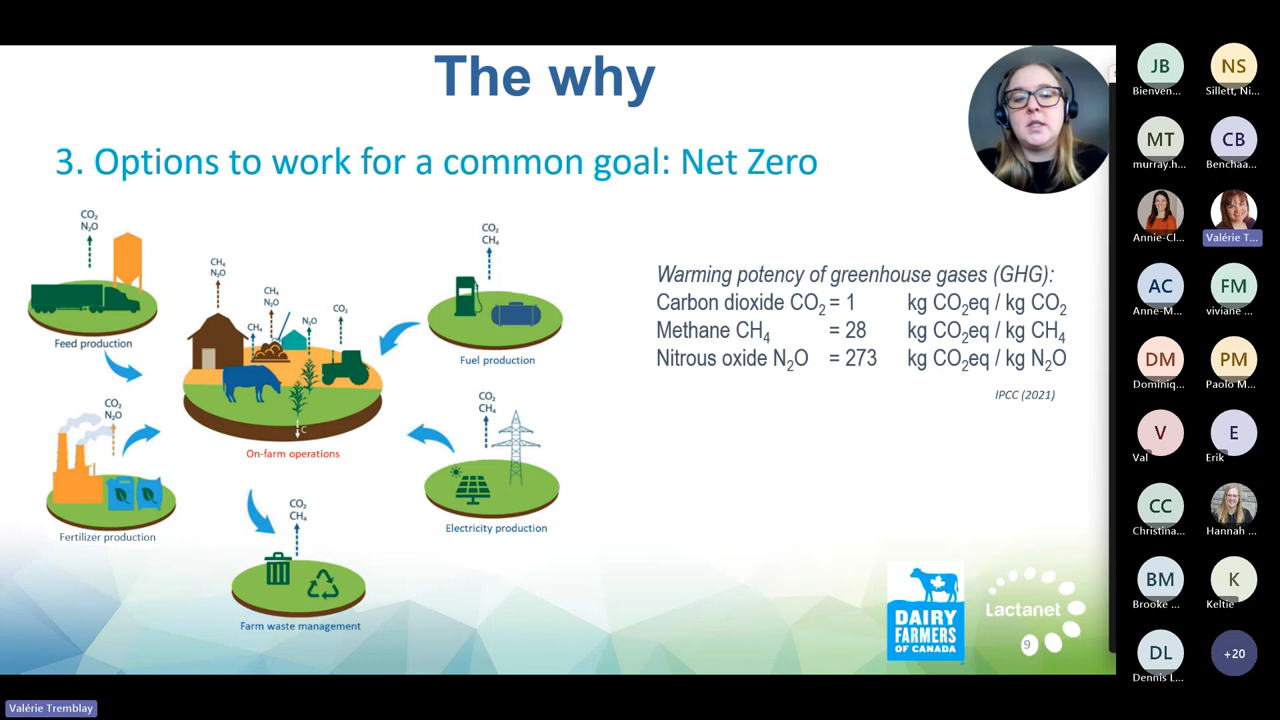 The why
3. Options to work for a common goal: Net Zero
CO2
N2O
Feed production
CH4
N2O
CH4
CH4
N2O
N2O
CO2
C
On-farm operations
CO2
CH4
Fuel production
CO2
N2O
Fertilizer production
CO2
CH4
Electricity production
CO2
CH4
Farm waste management
Warming potency of greenhouse gases (GHG):
Carbon dioxide CO2 = 1 kg CO2eq / kg CO2
Methane CH4 = 28 kg CO2eq / kg CH4
Nitrous oxide N2O = 273 kg CO2eq / kg N2O
IPCC (2021)
DAIRY
FARMERS
OF CANADA
Lactanet
9
JB
Bienven...
NS
Sillett, Ni...
MT
murray.h...
CB
Benchaa...
Annie-Cl...
Valérie T...
AC
Anne-M...
FM
viviane ...
DM
Dominiq...
PM
Paolo M...
V
Val
E
Erik
CC
Christina...
Hannah ...
BM
Brooke ...
K
Keltie
DL
Dennis L...
+20
Valérie Tremblay